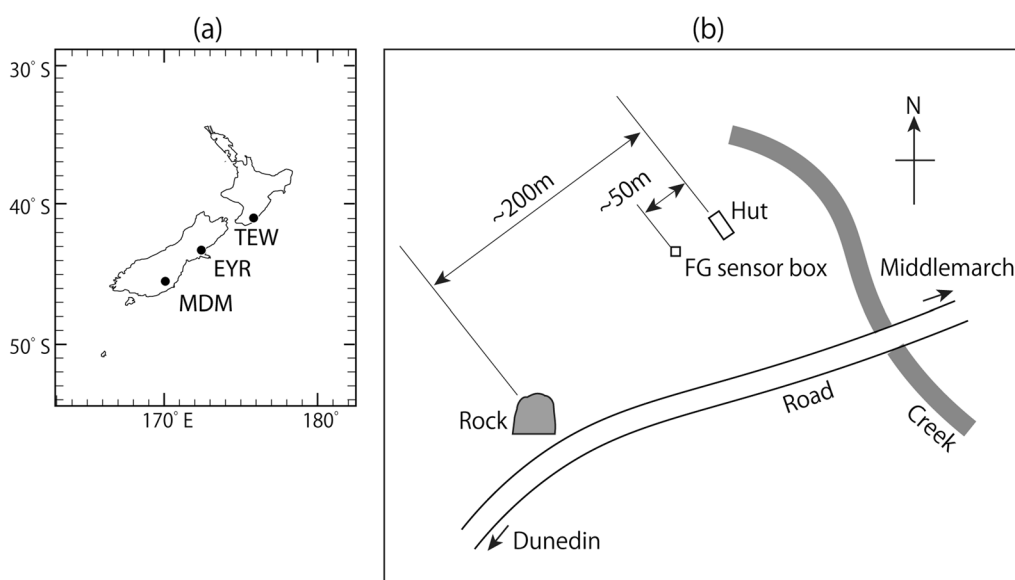 (a)
30° S
40° S
50° S
170° E
180°
TEW
EYR
MDM
(b)
N
~200m
~50m
Hut
FG sensor box
Middlemarch
Rock
Road
Creek
Dunedin